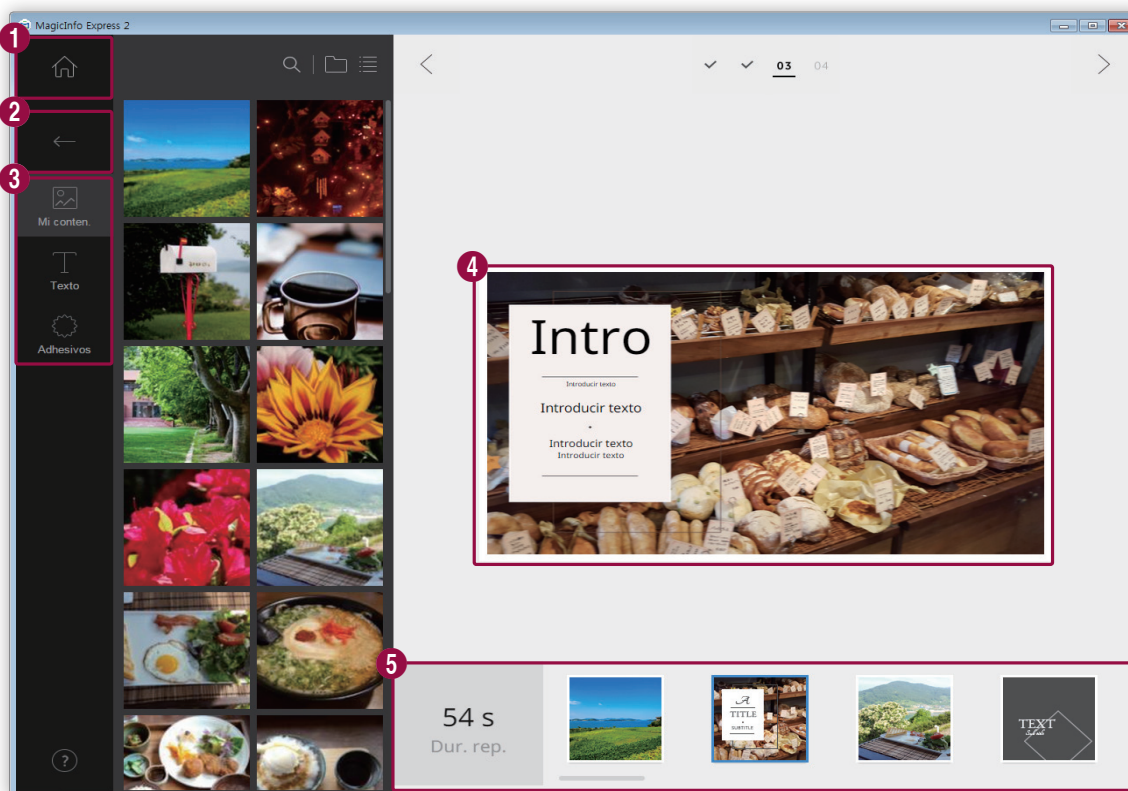 MagicInfo Express 2
1
2
3
Mi conten.
Texto
Adhesivos
?
03
04
4
Intro
Introducir texto
Introducir texto
Introducir texto
Introducir texto
5
54 s
Dur. rep.
A
TITLE
SUBTITLE
TEXT